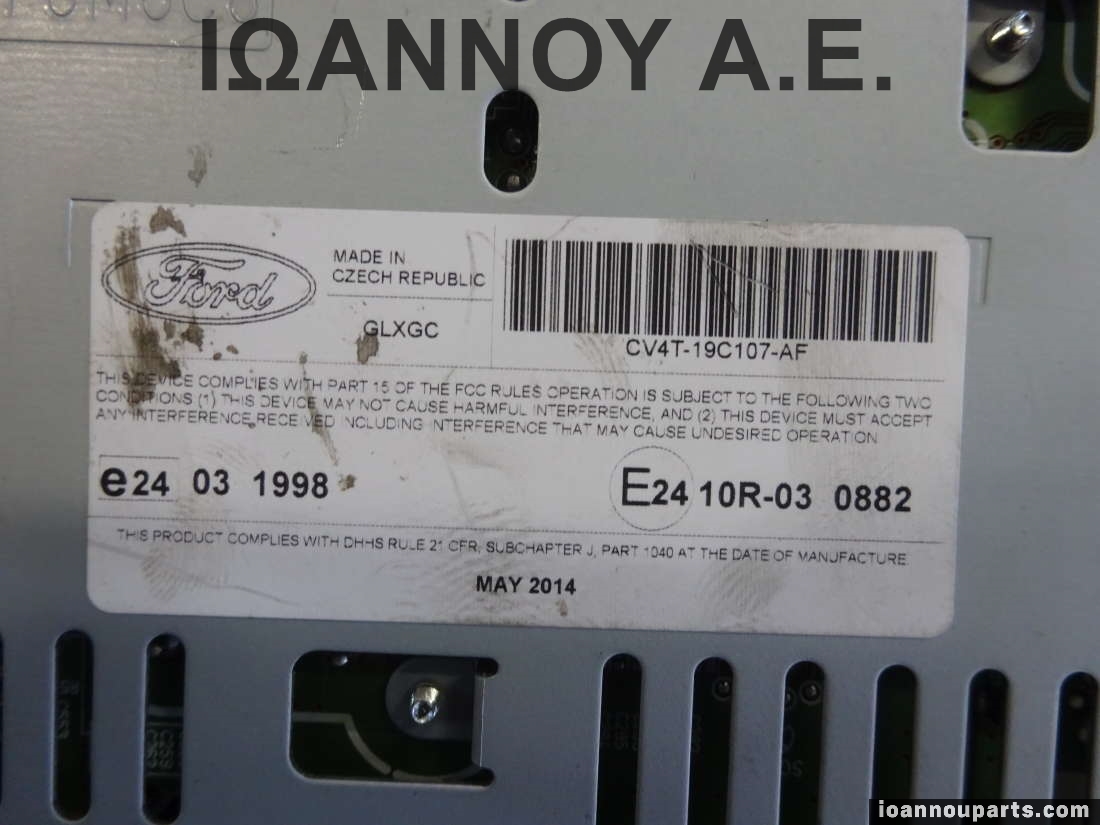 ΙΩΑΝΝΟΥ Α.Ε.
Ford
MADE IN
CZECH REPUBLIC
GLXGC
CV4T-19C107-AF
THIS DEVICE COMPLIES WITH PART 15 OF THE FCC RULES OPERATION IS SUBJECT TO THE FOLLOWING TWO
CONDITIONS (1) THIS DEVICE MAY NOT CAUSE HARMFUL INTERFERENCE, AND (2) THIS DEVICE MUST ACCEPT
ANY INTERFERENCE RECEIVED INCLUDING INTERFERENCE THAT MAY CAUSE UNDESIRED OPERATION
e24 03 1998
E24 10R-03 0882
THIS PRODUCT COMPLIES WITH DHHS RULE 21 CFR, SUBCHAPTER J, PART 1040 AT THE DATE OF MANUFACTURE.
MAY 2014
ioannouparts.com